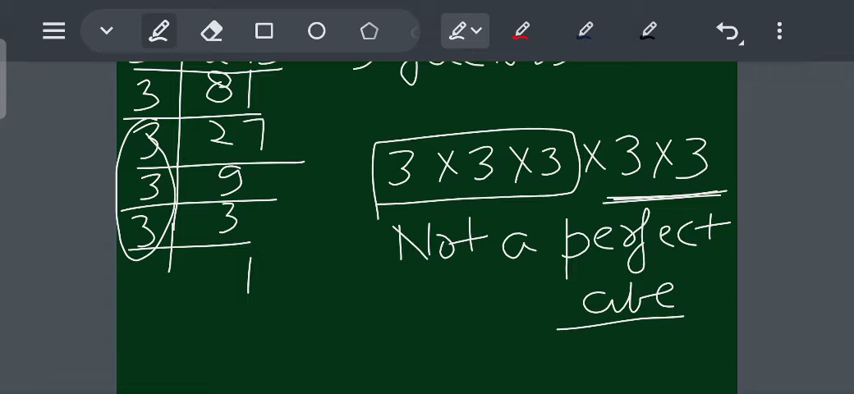 3 81
3 27
3 9
3 3
1
3 X 3 X 3 X 3 X 3
Not a perfect
cube